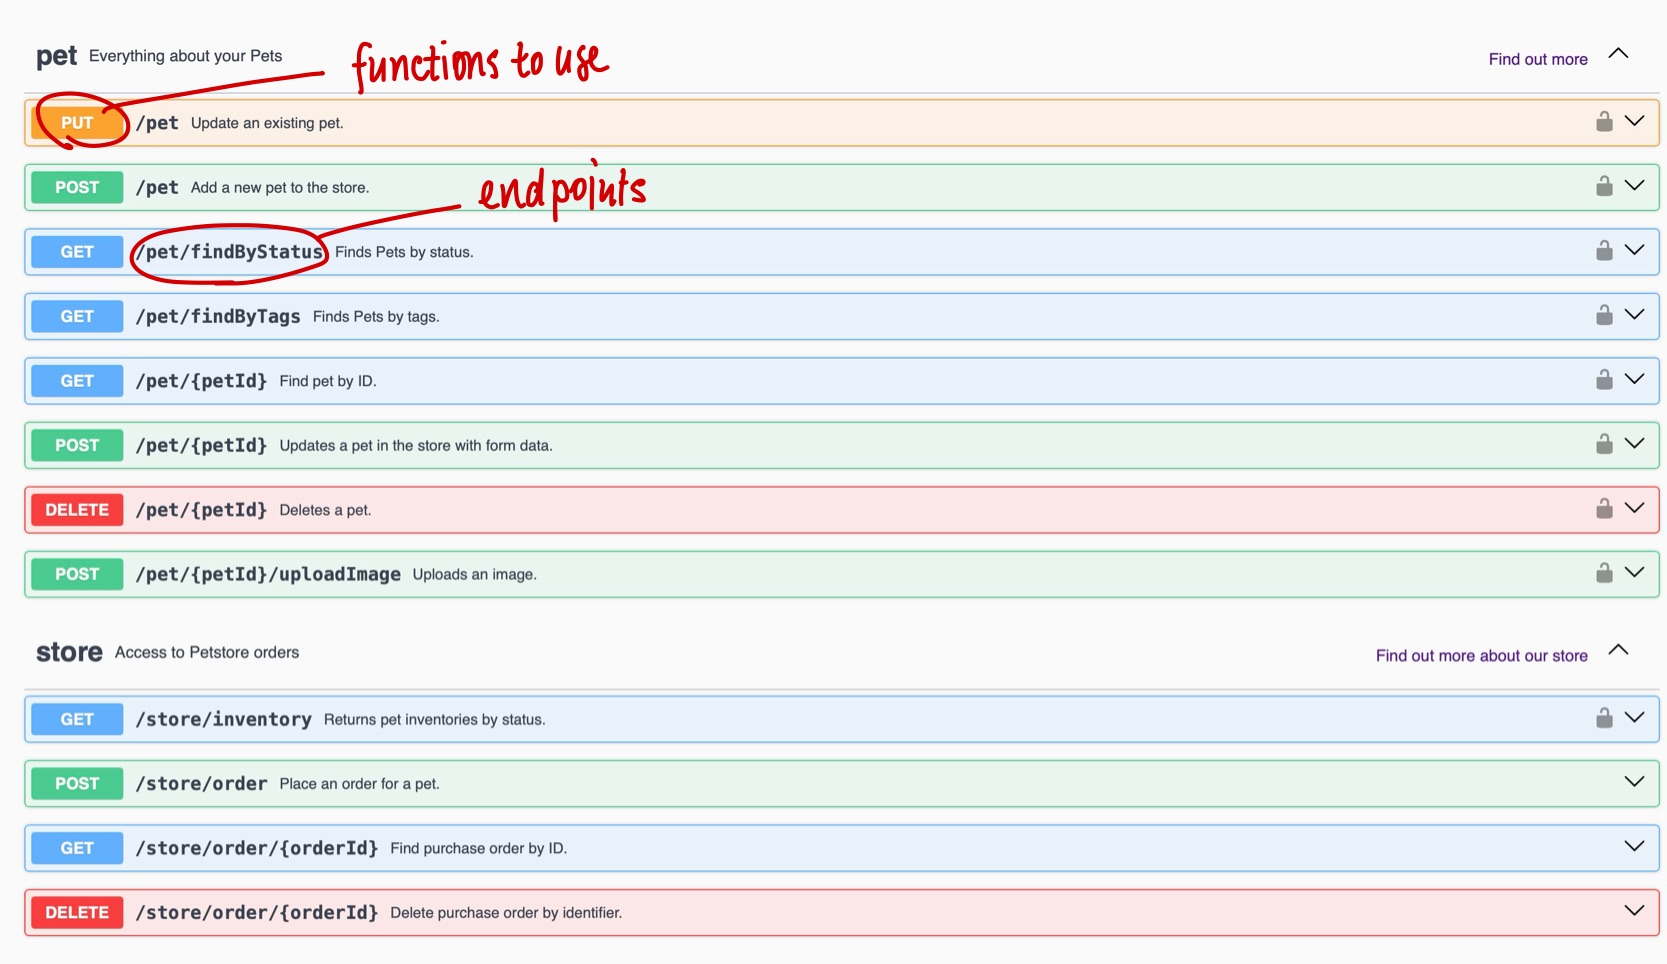 pet Everything about your Pets functions to use Find out more
PUT /pet Update an existing pet.
POST /pet Add a new pet to the store. endpoints
GET /pet/findByStatus Finds Pets by status.
GET /pet/findByTags Finds Pets by tags.
GET /pet/{petId} Find pet by ID.
POST /pet/{petId} Updates a pet in the store with form data.
DELETE /pet/{petId} Deletes a pet.
POST /pet/{petId}/uploadImage Uploads an image.
store Access to Petstore orders Find out more about our store
GET /store/inventory Returns pet inventories by status.
POST /store/order Place an order for a pet.
GET /store/order/{orderId} Find purchase order by ID.
DELETE /store/order/{orderId} Delete purchase order by identifier.